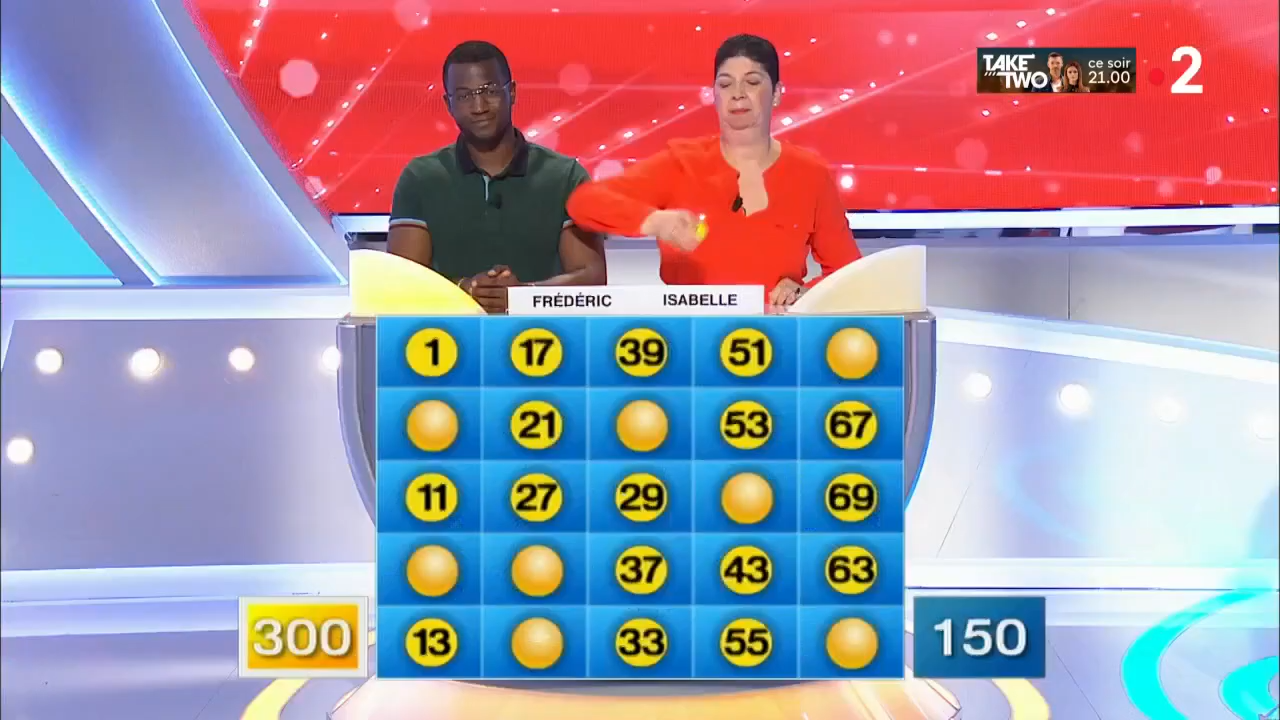 TAKE TWO
ce soir
21.00
2
FRÉDÉRIC ISABELLE
1 17 39 51
21 53 67
11 27 29 69
37 43 63
13 33 55
300
150